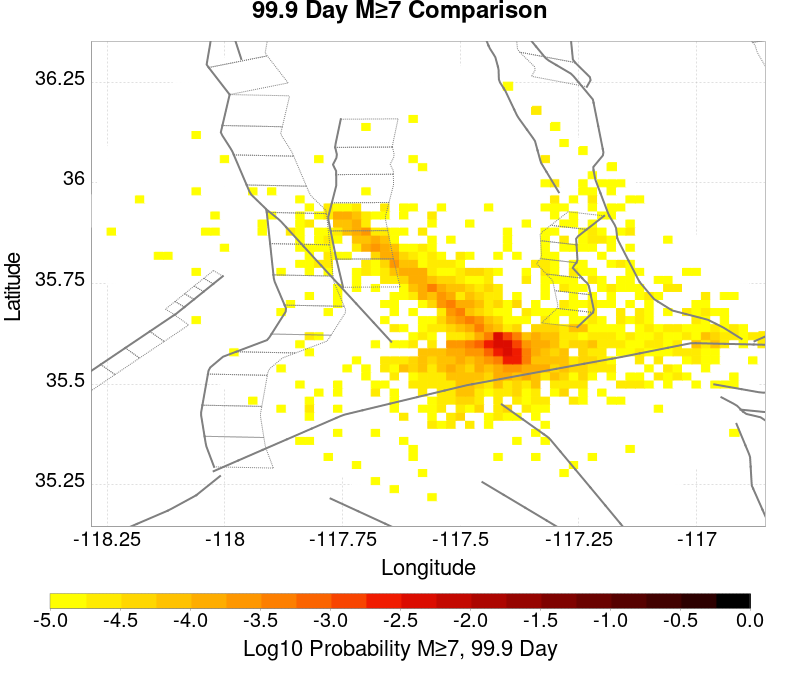 99.9 Day M≥7 Comparison
36.25
36
35.75
35.5
35.25
Latitude
-118.25 -118 -117.75 -117.5 -117.25 -117
Longitude
-5.0 -4.5 -4.0 -3.5 -3.0 -2.5 -2.0 -1.5 -1.0 -0.5 0.0
Log10 Probability M≥7, 99.9 Day